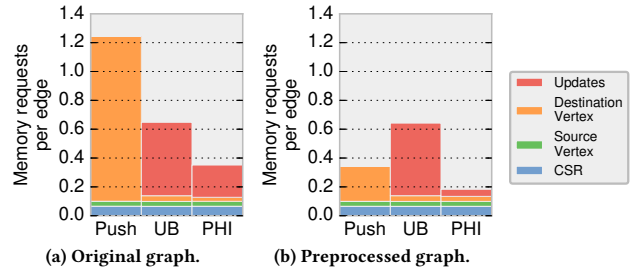 Memory requests
per edge
1.4
1.2
1.0
0.8
0.6
0.4
0.2
0.0
Push UB PHI
(a) Original graph.
Memory requests
per edge
1.4
1.2
1.0
0.8
0.6
0.4
0.2
0.0
Push UB PHI
(b) Preprocessed graph.
Updates
Destination
Vertex
Source
Vertex
CSR